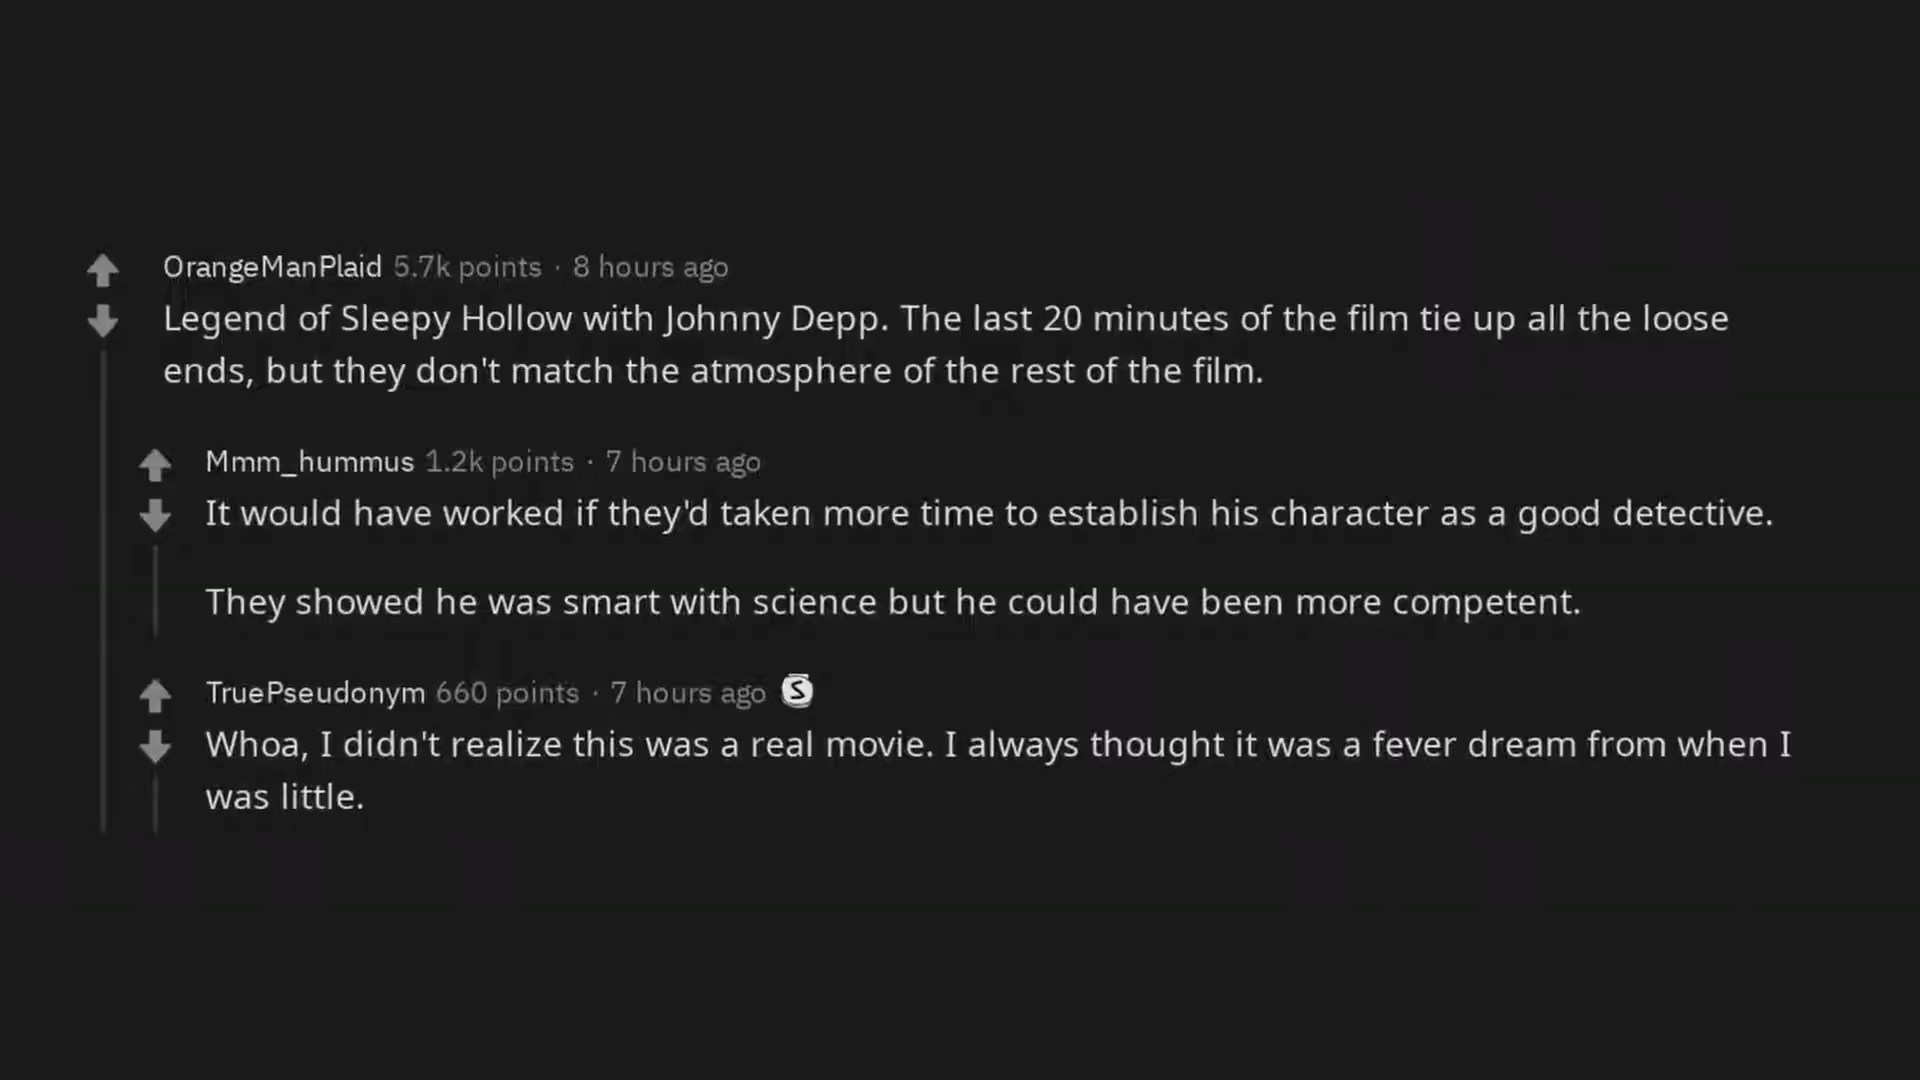 OrangeManPlaid 5.7k points · 8 hours ago
Legend of Sleepy Hollow with Johnny Depp. The last 20 minutes of the film tie up all the loose
ends, but they don't match the atmosphere of the rest of the film.
Mmm_hummus 1.2k points · 7 hours ago
It would have worked if they'd taken more time to establish his character as a good detective.
They showed he was smart with science but he could have been more competent.
TruePseudonym 660 points · 7 hours ago S
Whoa, I didn't realize this was a real movie. I always thought it was a fever dream from when I
was little.